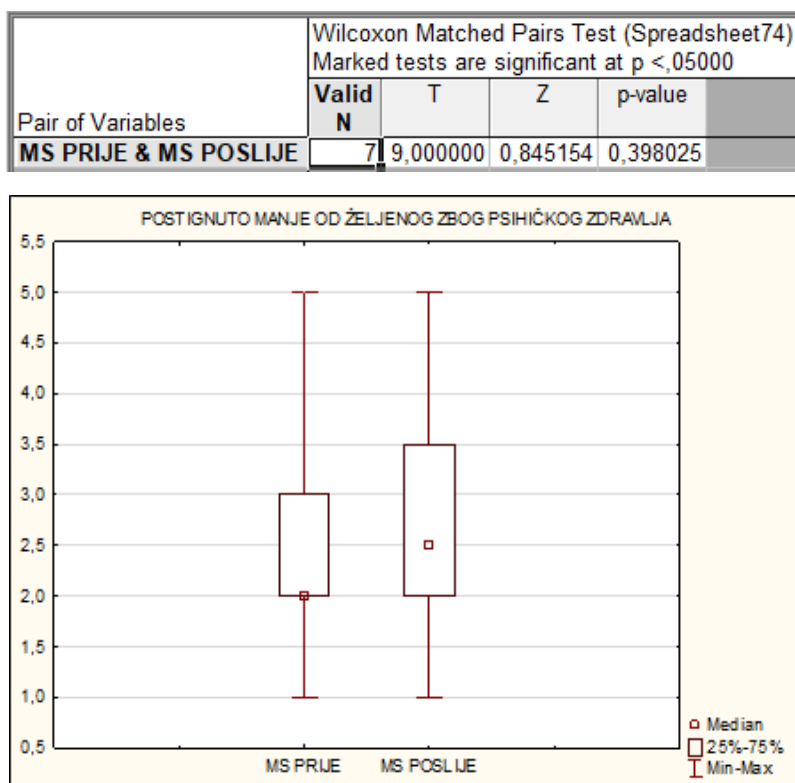 Wilcoxon Matched Pairs Test (Spreadsheet74)
Marked tests are significant at p <,05000
Pair of Variables Valid N T Z p-value
MS PRIJE & MS POSLIJE 7 9,000000 0,845154 0,398025
POSTIGNUTO MANJE OD ŽELJENOG ZBOG PSIHIČKOG ZDRAVLJA
5,5
5,0
4,5
4,0
3,5
3,0
2,5
2,0
1,5
1,0
0,5
MS PRIJE MS POSLIJE
Median
25%-75%
Min-Max